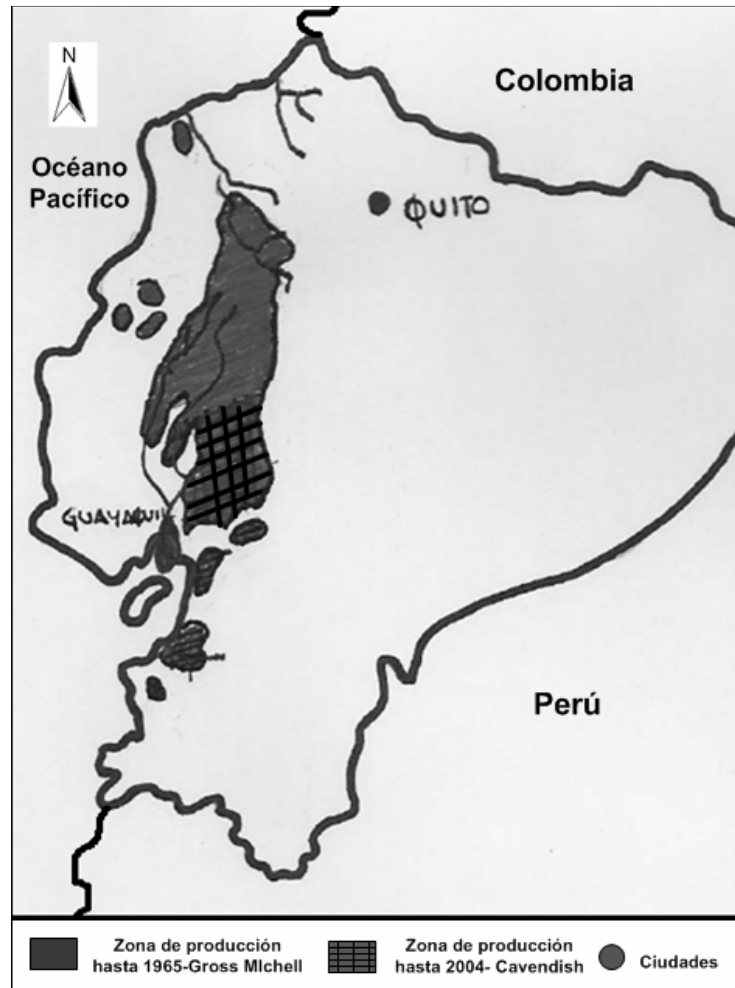 N
Colombia
Océano
Pacífico
QUITO
GUAYAQUIL
Perú
Zona de producción
hasta 1965-Gross MIchell
Zona de producción
hasta 2004- Cavendish
Ciudades